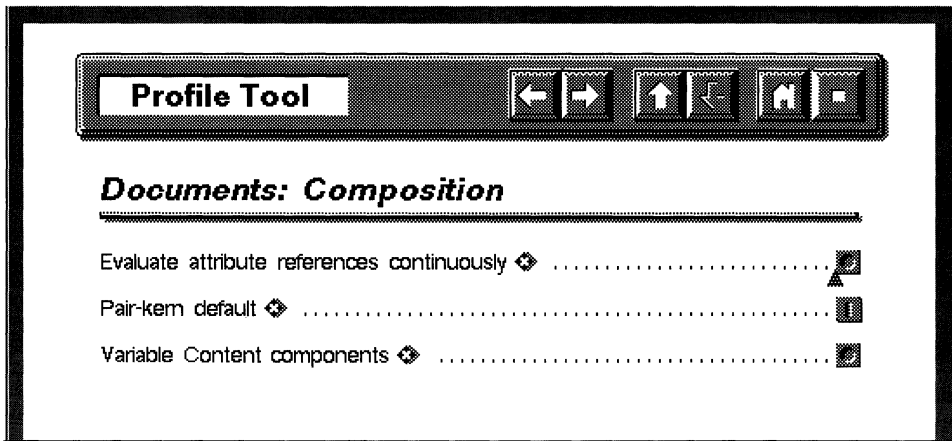 Profile Tool
Documents: Composition
Evaluate attribute references continuously
Pair-kern default
Variable Content components